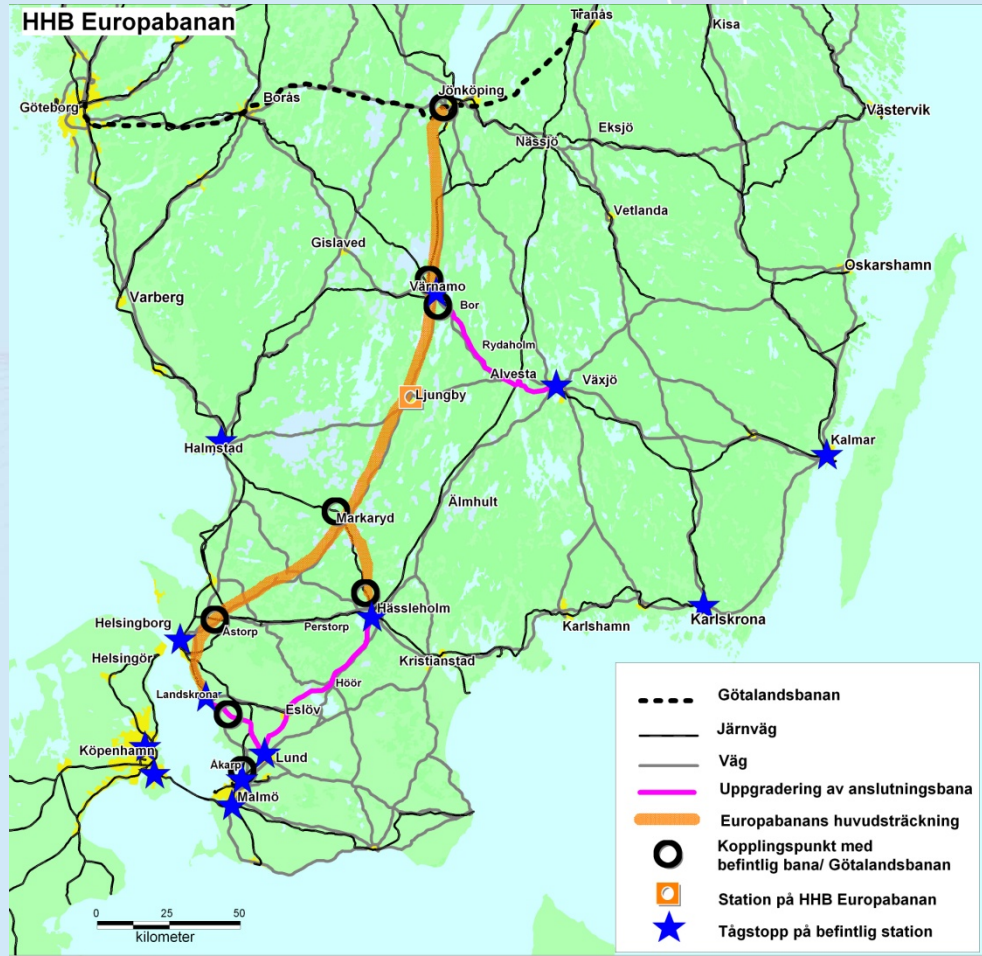 HHB Europabanan
Tranås
Kisa
Jönköping
Göteborg
Borås
Västervik
Eksjö
Nässjö
Vetlanda
Gislaved
Oskarshamn
Varberg
Värnamo
Bor
Rydaholm
Alvesta
Växjö
Ljungby
Halmstad
Kalmar
Älmhult
Markaryd
Hässleholm
Helsingborg
Åstorp
Perstorp
Karlshamn
Karlskrona
Helsingör
Kristianstad
Landskrona
Höör
Eslöv
Köpenhamn
Lund
Åkarp
Malmö
Götalandsbanan
Järnväg
Väg
Uppgradering av anslutningsbana
Europabanans huvudsträckning
Kopplingspunkt med
befintlig bana/ Götalandsbanan
Station på HHB Europabanan
Tågstopp på befintlig station
0 25 50
kilometer